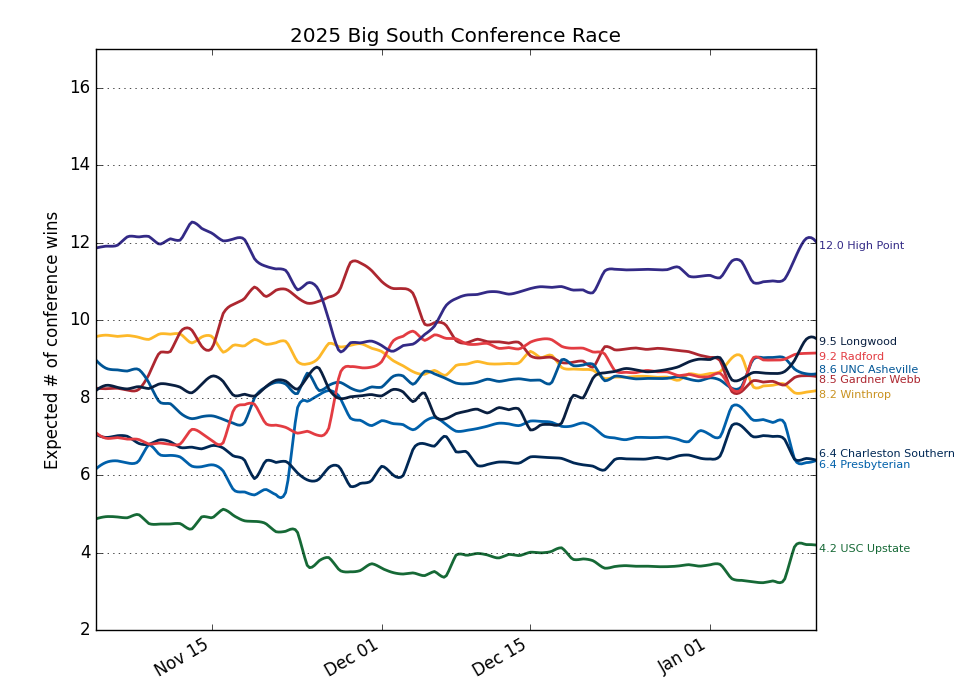 2025 Big South Conference Race
Expected # of conference wins
16
14
12
10
8
6
4
2
Nov 15
Dec 01
Dec 15
Jan 01
12.0 High Point
9.5 Longwood
9.2 Radford
8.6 UNC Asheville
8.5 Gardner Webb
8.2 Winthrop
6.4 Charleston Southern
6.4 Presbyterian
4.2 USC Upstate